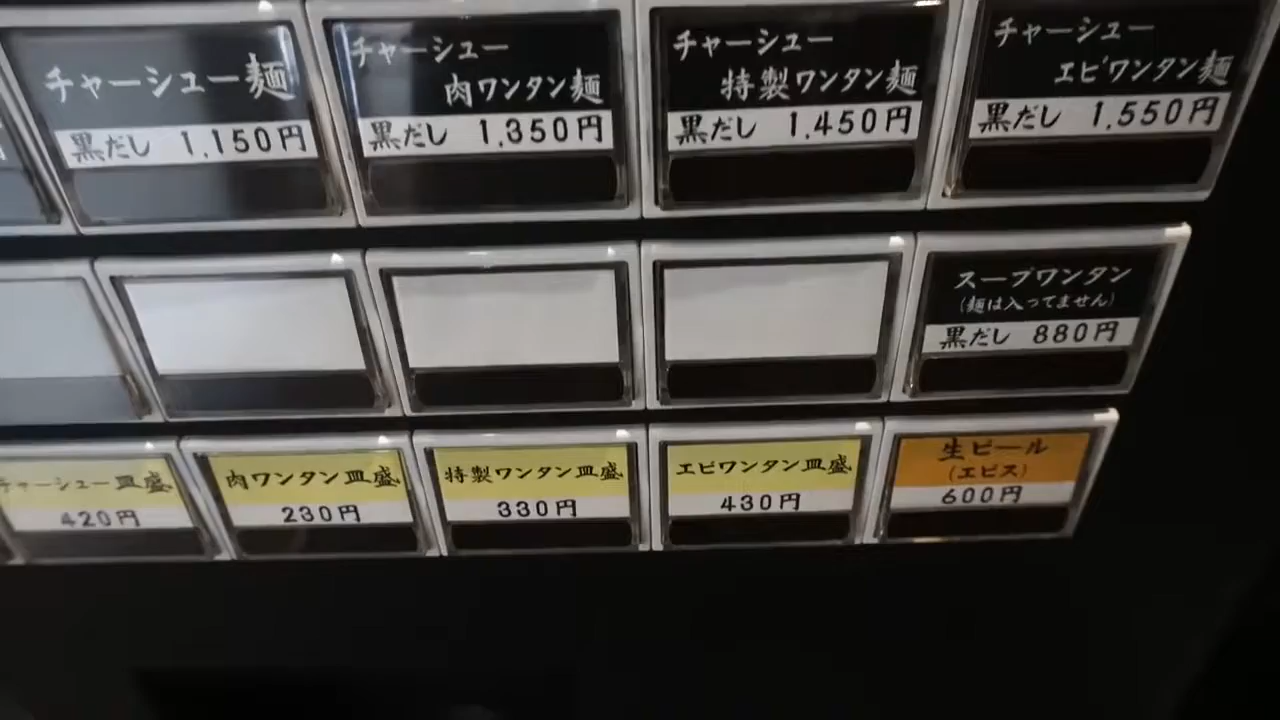 チャーシュー麺
黒だし 1,150円
チャーシュー
肉ワンタン麺
黒だし 1,350円
チャーシュー
特製ワンタン麺
黒だし 1,450円
チャーシュー
エビワンタン麺
黒だし 1,550円
スープワンタン
(麺は入ってません)
黒だし 880円
チャーシュー皿盛
420円
肉ワンタン皿盛
230円
特製ワンタン皿盛
330円
エビワンタン皿盛
430円
生ビール
(エビス)
600円